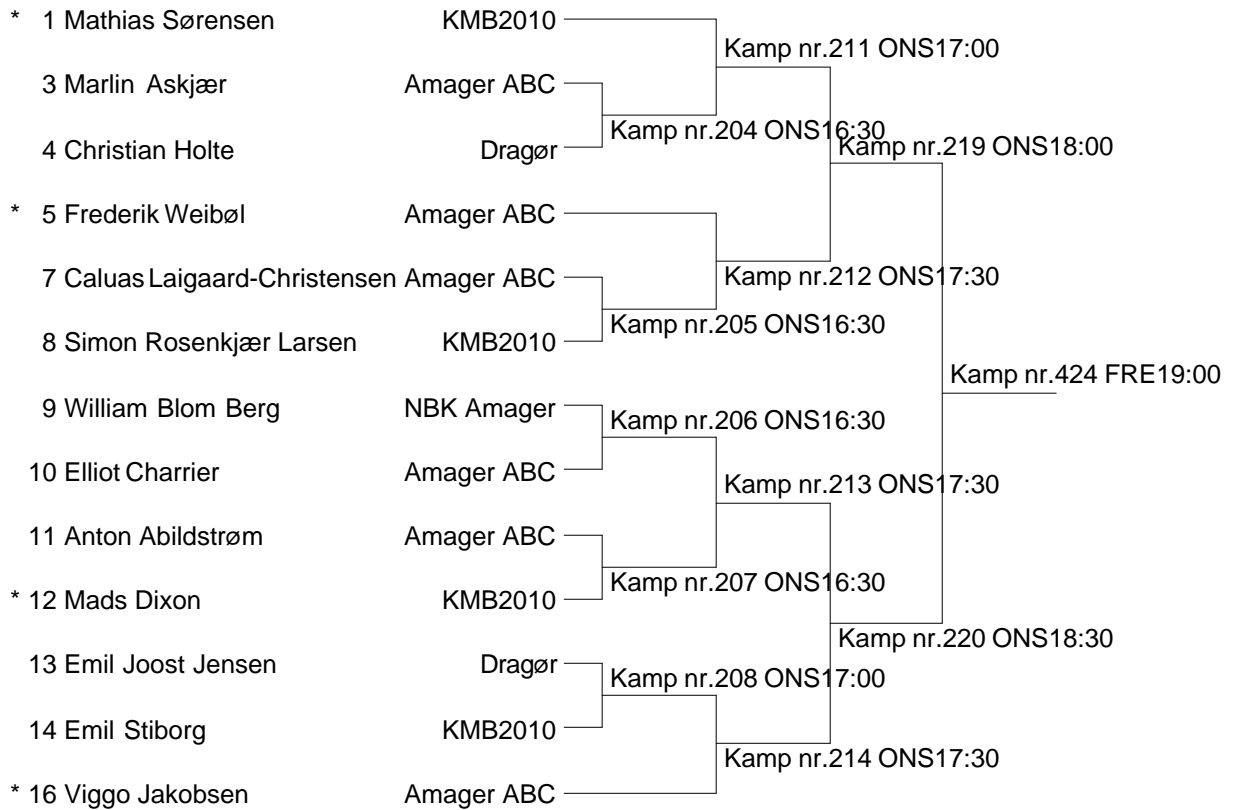 * 1 Mathias Sørensen KMB2010
Kamp nr.211 ONS17:00
3 Marlin Askjær Amager ABC
Kamp nr.204 ONS16:30
4 Christian Holte Dragør
Kamp nr.219 ONS18:00
* 5 Frederik Weibøl Amager ABC
7 Caluas Laigaard-Christensen Amager ABC
Kamp nr.212 ONS17:30
Kamp nr.205 ONS16:30
8 Simon Rosenkjær Larsen KMB2010
Kamp nr.424 FRE19:00
9 William Blom Berg NBK Amager
Kamp nr.206 ONS16:30
10 Elliot Charrier Amager ABC
Kamp nr.213 ONS17:30
11 Anton Abildstrøm Amager ABC
Kamp nr.207 ONS16:30
* 12 Mads Dixon KMB2010
Kamp nr.220 ONS18:30
13 Emil Joost Jensen Dragør
Kamp nr.208 ONS17:00
14 Emil Stiborg KMB2010
Kamp nr.214 ONS17:30
* 16 Viggo Jakobsen Amager ABC